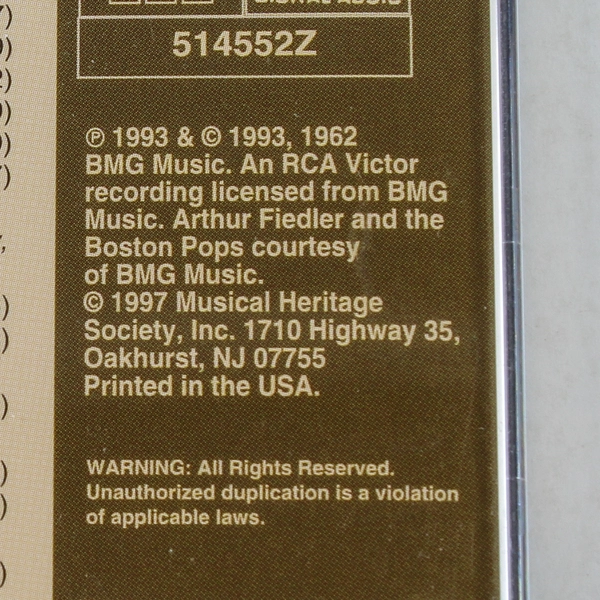 DIGITAL AUDIO
514552Z
℗ 1993 & © 1993, 1962
BMG Music. An RCA Victor
recording licensed from BMG
Music. Arthur Fiedler and the
Boston Pops courtesy
of BMG Music.
© 1997 Musical Heritage
Society, Inc. 1710 Highway 35,
Oakhurst, NJ 07755
Printed in the USA.
WARNING: All Rights Reserved.
Unauthorized duplication is a violation
of applicable laws.